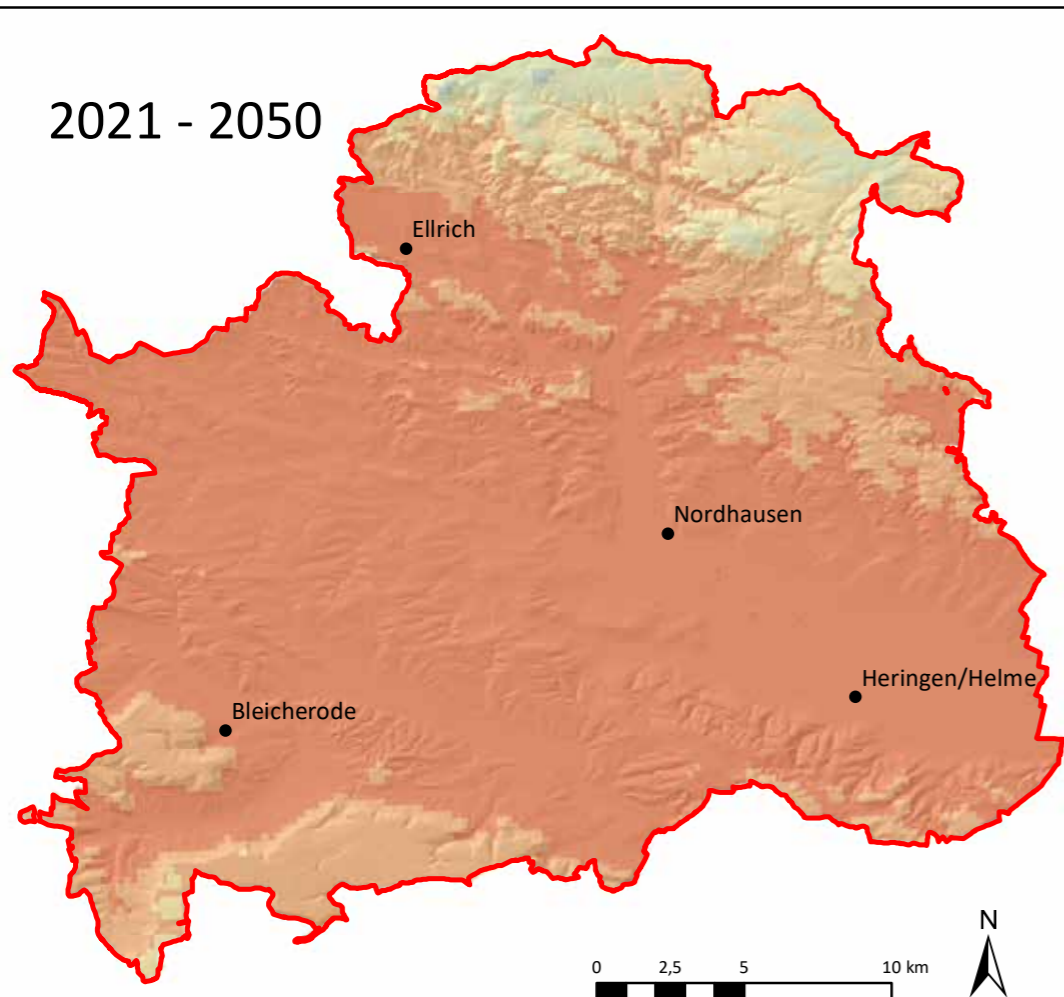 2021 - 2050
Ellrich
Nordhausen
Heringen/Helme
Bleicherode
N
0 2,5 5 10 km